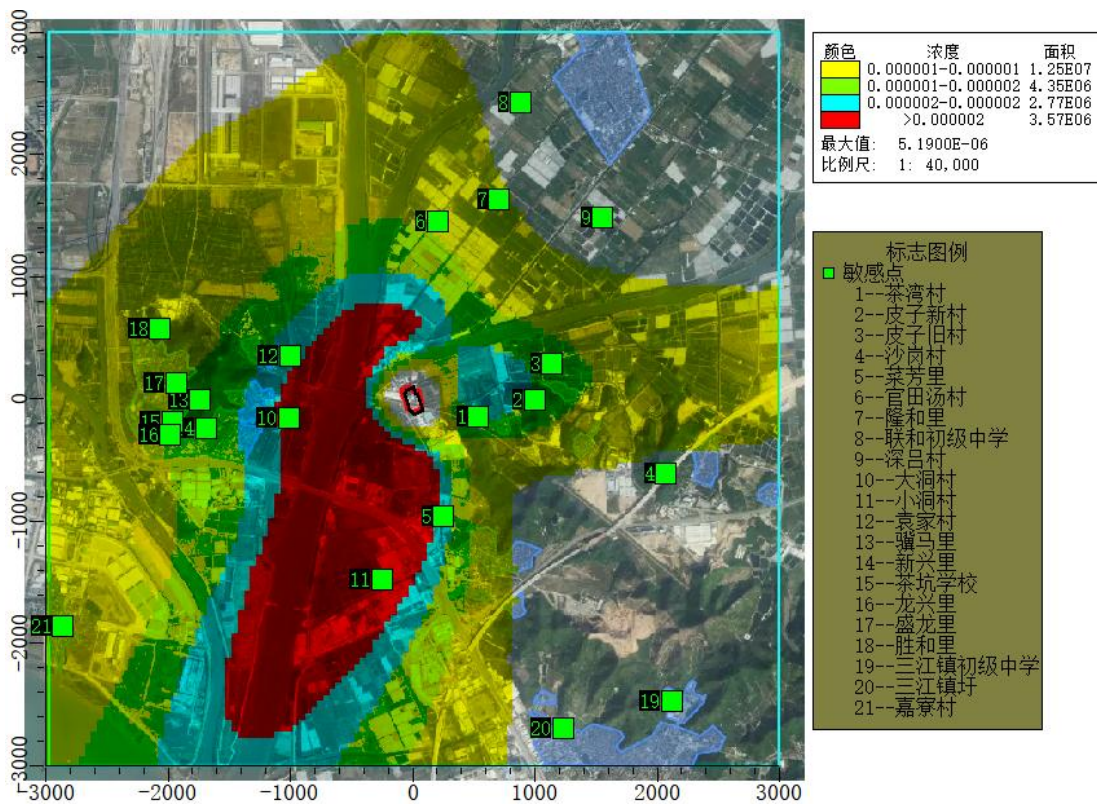 颜色 浓度 面积
0.000001-0.000001 1.25E07
0.000001-0.000002 4.35E06
0.000002-0.000002 2.77E06
>0.000002 3.57E06
最大值: 5.1900E-06
比例尺: 1: 40,000
标志图例
敏感点
1--茶湾村
2--皮子新村
3--皮子旧村
4--沙岗村
5--菜芳里
6--官田汤村
7--隆和里
8--联和初级中学
9--深吕村
10--大洞村
11--小洞村
12--袁家村
13--骥马里
14--新兴里
15--茶坑学校
16--龙兴里
17--盛龙里
18--胜和里
19--三江镇初级中学
20--三江镇圩
21--嘉寮村
3000
2000
1000
0
-1000
-2000
-3000
-3000 -2000 -1000 0 1000 2000 3000
8
7
9
6
18
12
3
17
13
2
10
1
15
4
16
4
5
11
21
19
20